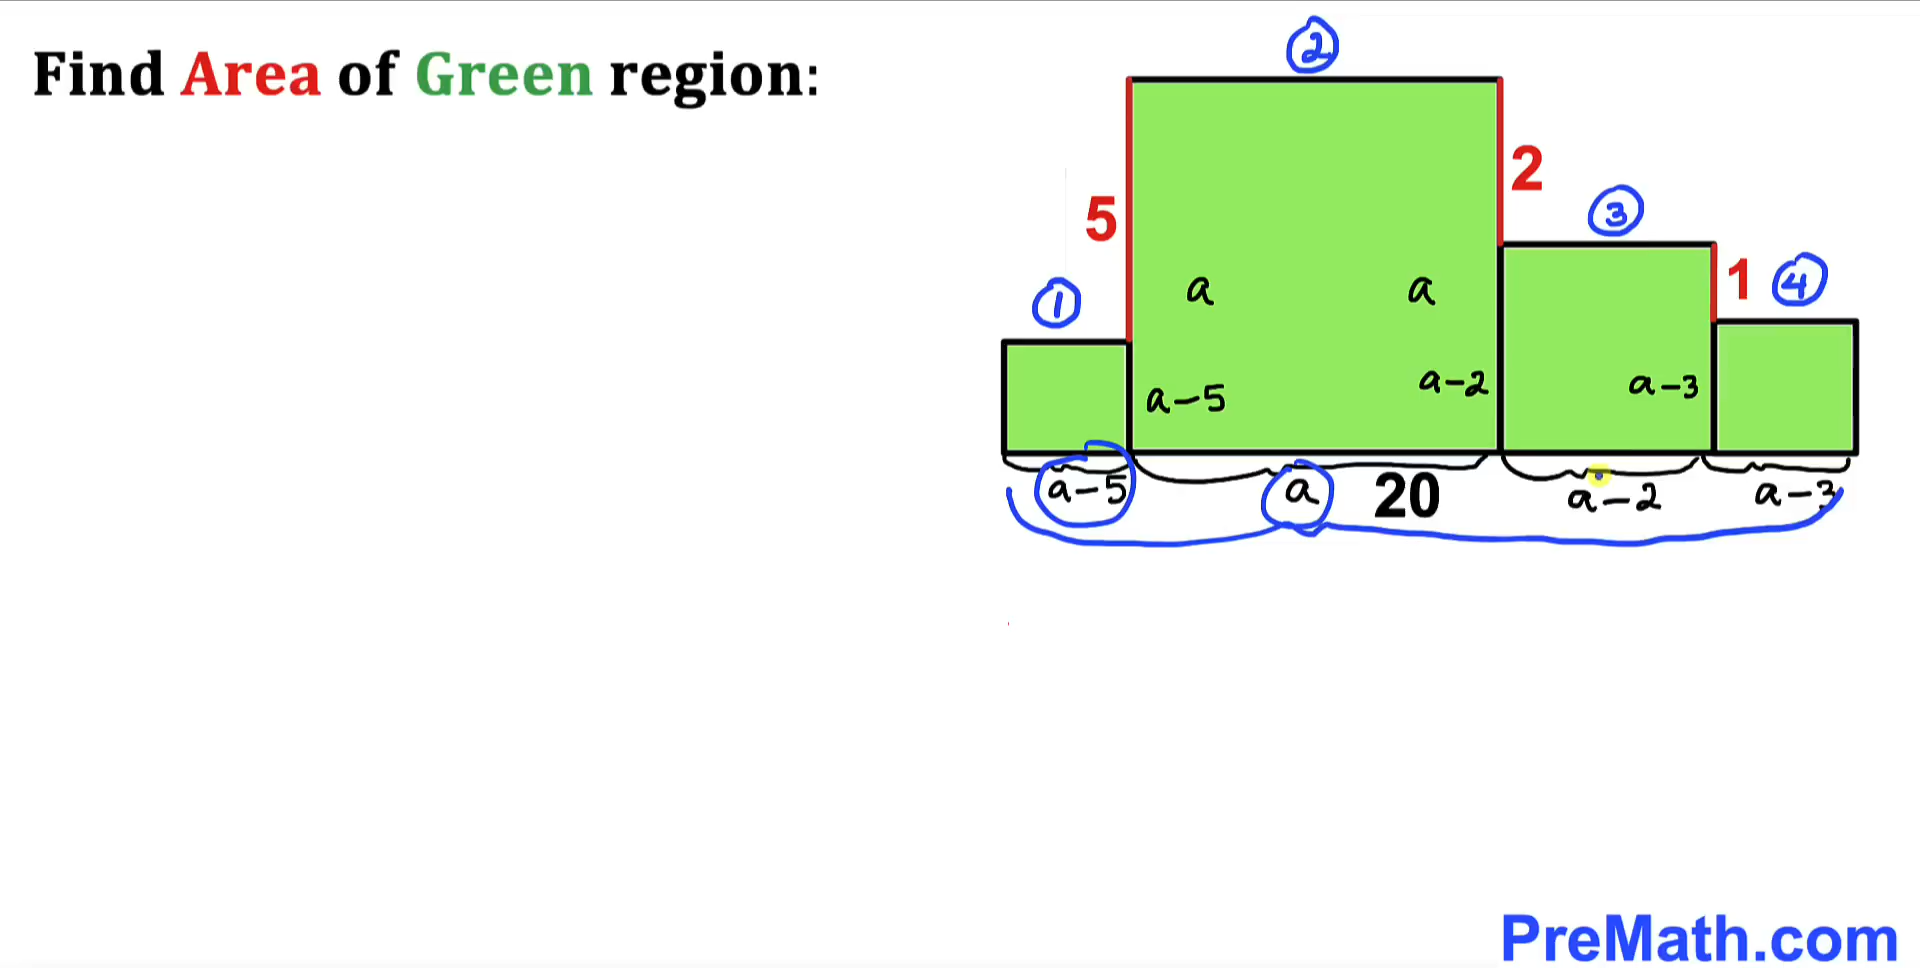 Find Area of Green region:
②
2
5
③
1 ④
①
a a
a-5 a-2 a-3
a-5 a 20 a-2 a-3
PreMath.com